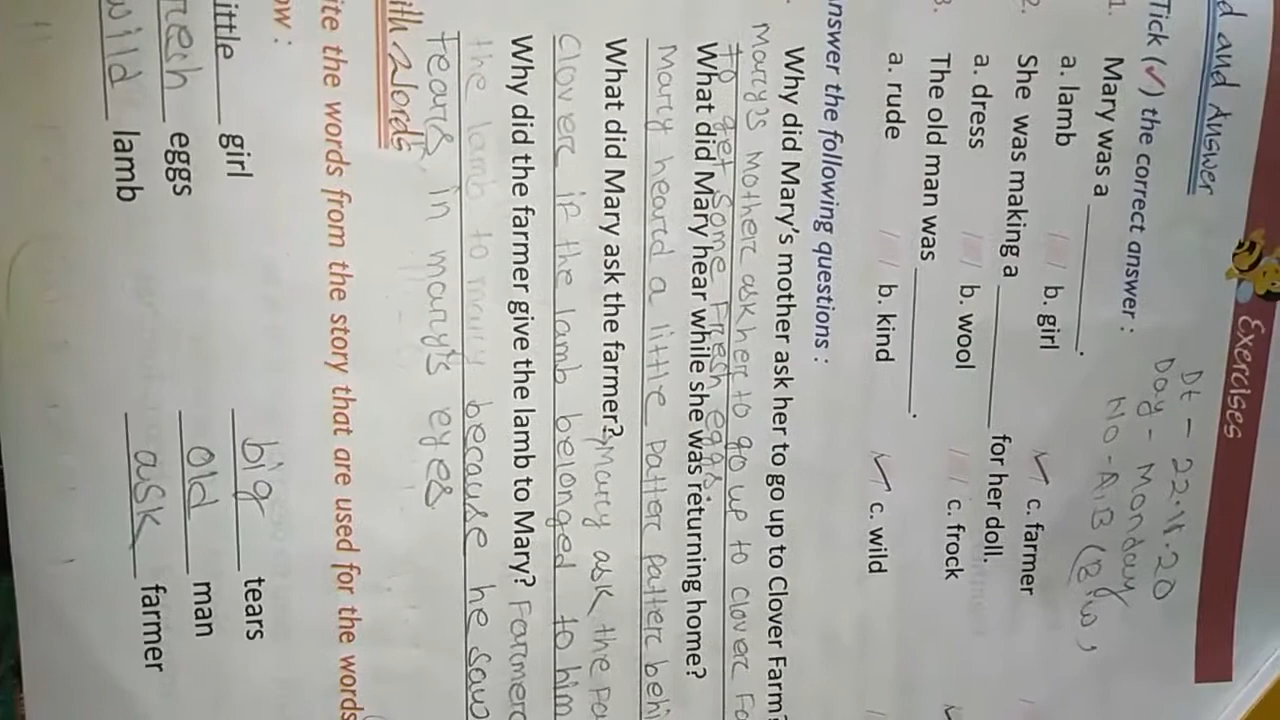 Exercises
d and Answer
Dt - 22.11.20
Day - Monday
No - A,B (B/w)
Tick (✓) the correct answer :
1. Mary was a ________.
a. lamb b. girl ✓ c. farmer
2. She was making a ________ for her doll.
a. dress b. wool c. frock ✓
3. The old man was ________.
a. rude b. kind ✓ c. wild
nswer the following questions :
Why did Mary's mother ask her to go up to Clover Farm?
Mary's Mother ask her to go up to Clover Fa
to get some Fresh eggs.
What did Mary hear while she was returning home?
Mary heard a little patter patter behi
What did Mary ask the farmer? Mary ask the Fa
Clover if the lamb belonged to him
Why did the farmer give the lamb to Mary? Farmer
the lamb to mary because he saw
Tears in mary's eyes
ith Words
ite the words from the story that are used for the words
ow :
ittle girl big tears
resh eggs old man
wild lamb ask farmer